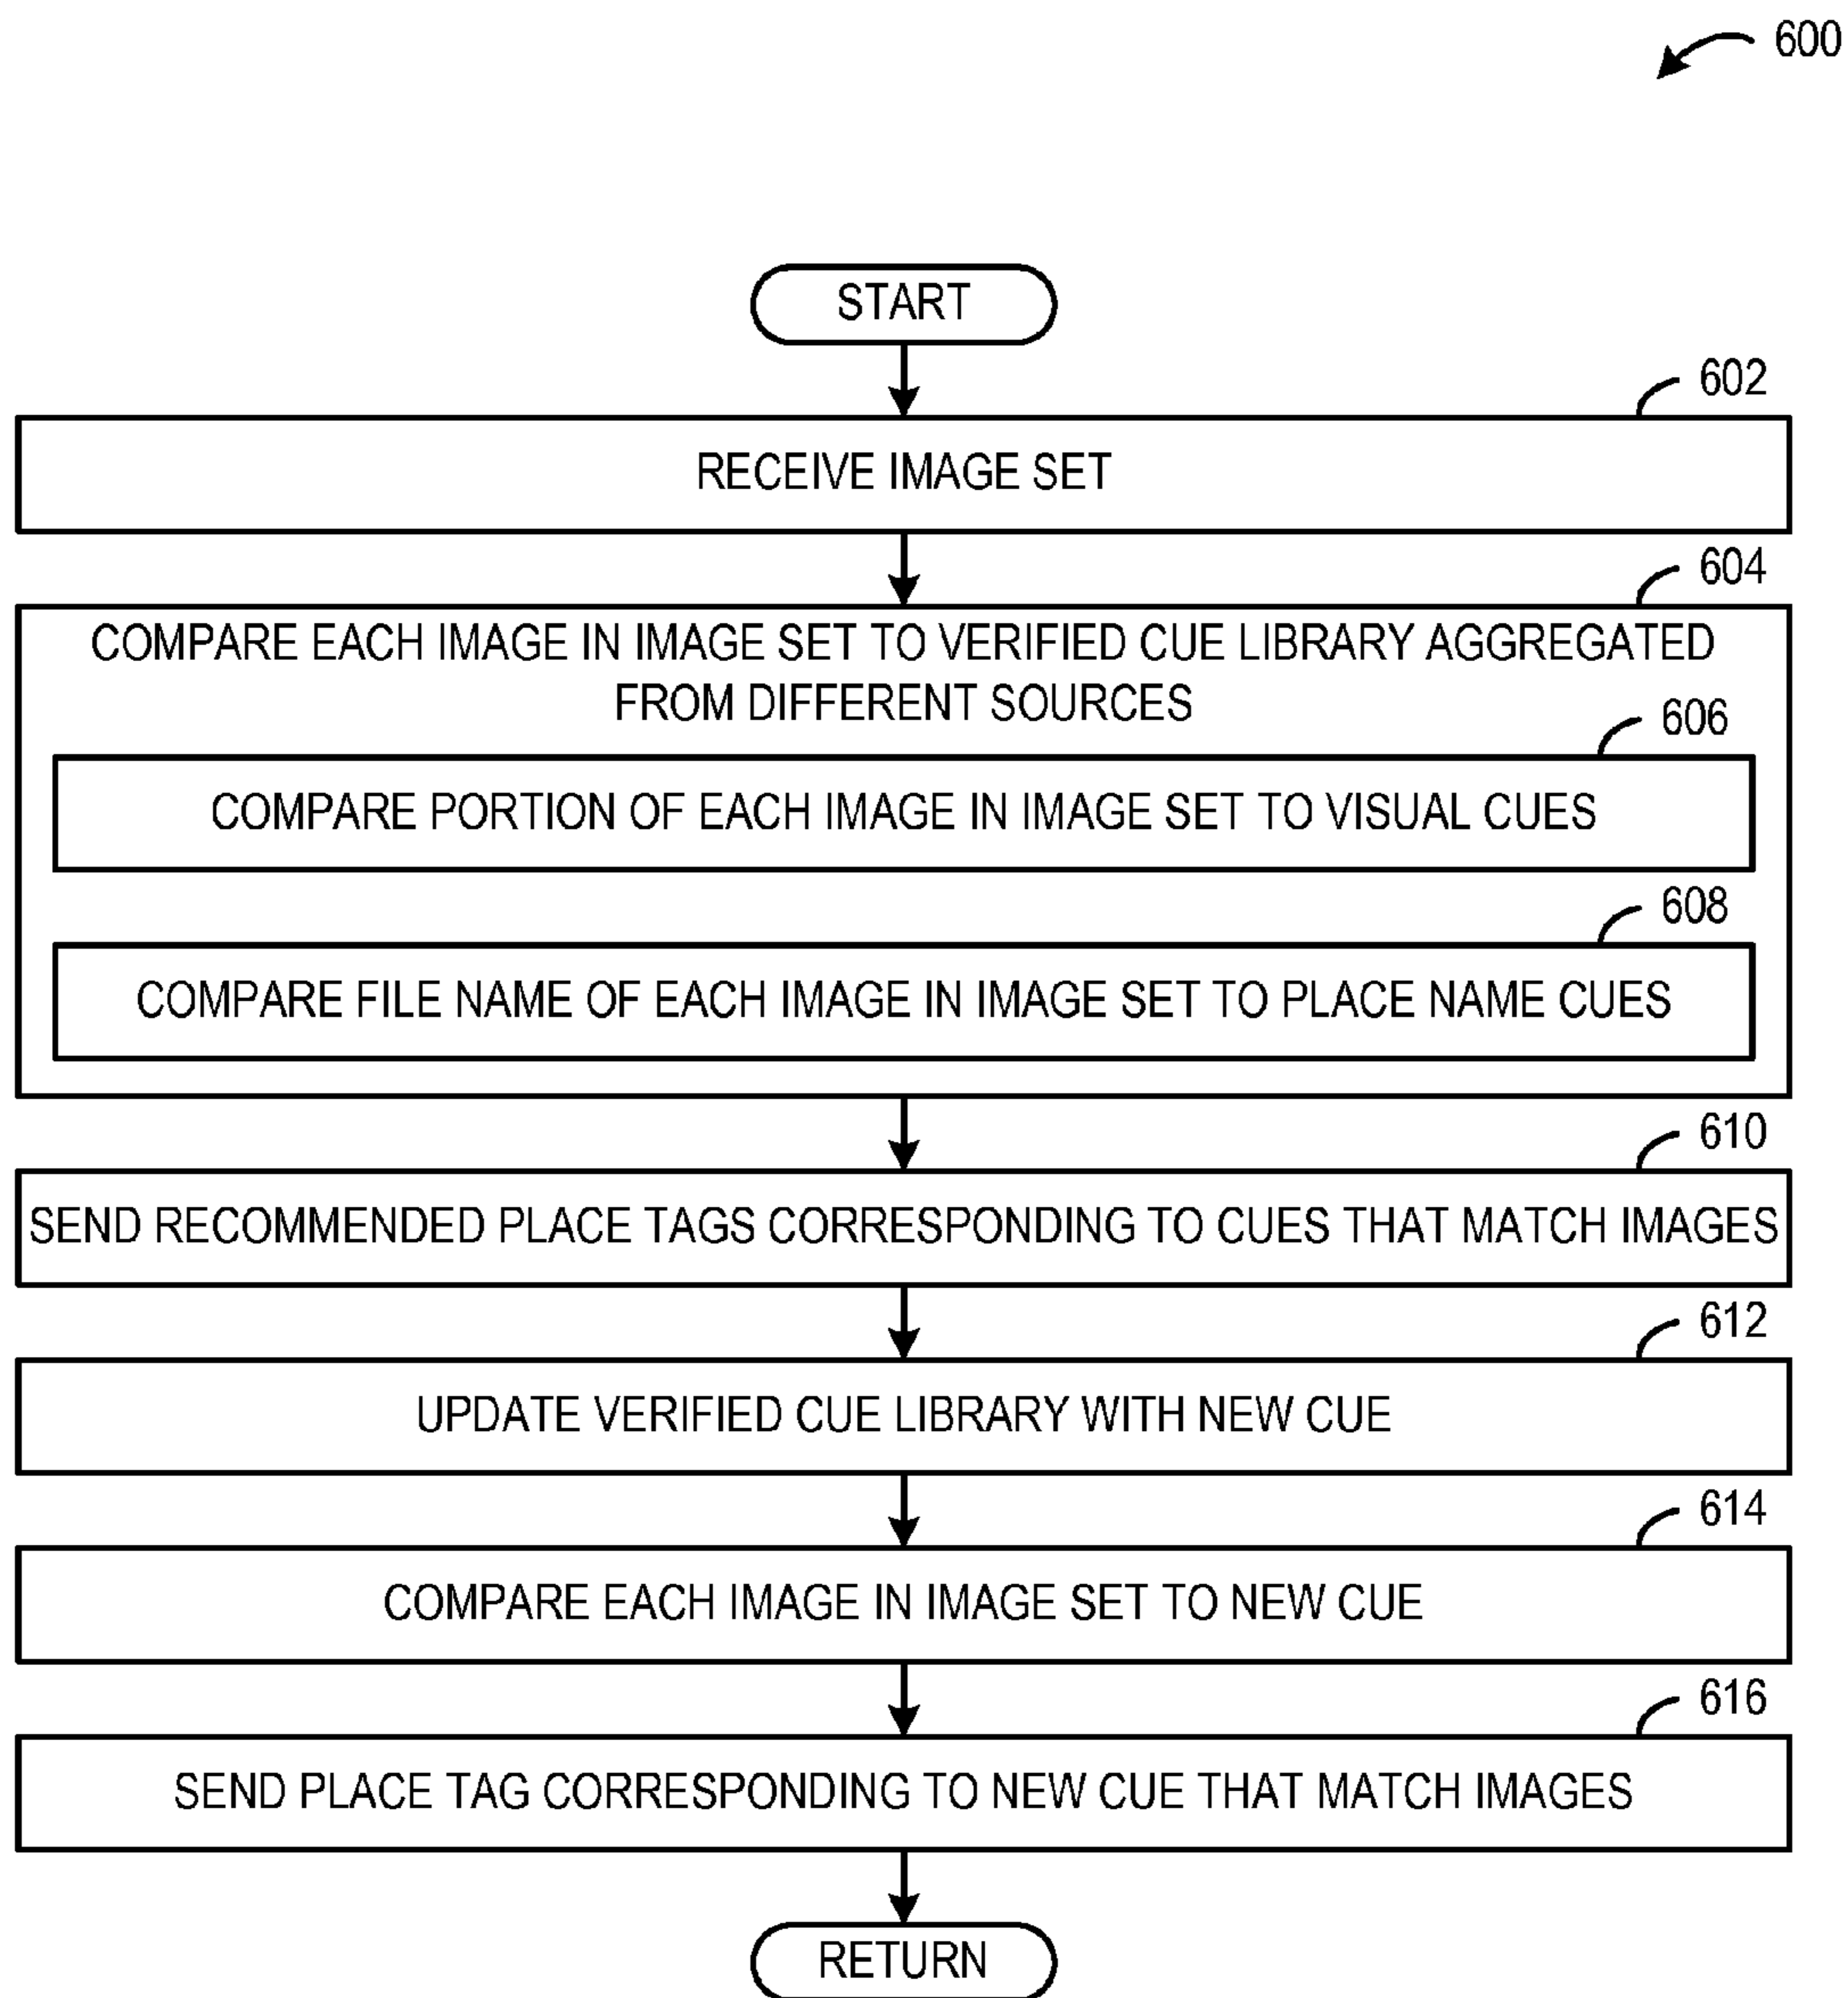 600
START
602
RECEIVE IMAGE SET
604
COMPARE EACH IMAGE IN IMAGE SET TO VERIFIED CUE LIBRARY AGGREGATED
FROM DIFFERENT SOURCES
606
COMPARE PORTION OF EACH IMAGE IN IMAGE SET TO VISUAL CUES
608
COMPARE FILE NAME OF EACH IMAGE IN IMAGE SET TO PLACE NAME CUES
610
SEND RECOMMENDED PLACE TAGS CORRESPONDING TO CUES THAT MATCH IMAGES
612
UPDATE VERIFIED CUE LIBRARY WITH NEW CUE
614
COMPARE EACH IMAGE IN IMAGE SET TO NEW CUE
616
SEND PLACE TAG CORRESPONDING TO NEW CUE THAT MATCH IMAGES
RETURN